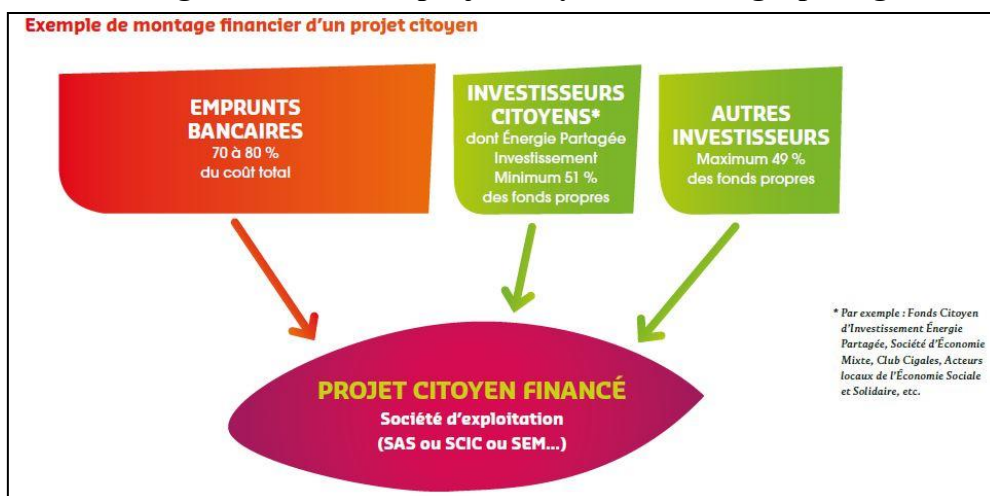 Exemple de montage financier d'un projet citoyen
EMPRUNTS
BANCAIRES
70 à 80 %
du coût total
INVESTISSEURS
CITOYENS*
dont Énergie Partagée
Investissement
Minimum 51 %
des fonds propres
AUTRES
INVESTISSEURS
Maximum 49 %
des fonds propres
* Par exemple : Fonds Citoyen
d'Investissement Énergie
Partagée, Société d'Économie
Mixte, Club Cigales, Acteurs
locaux de l'Économie Sociale
et Solidaire, etc.
PROJET CITOYEN FINANCÉ
Société d'exploitation
(SAS ou SCIC ou SEM...)